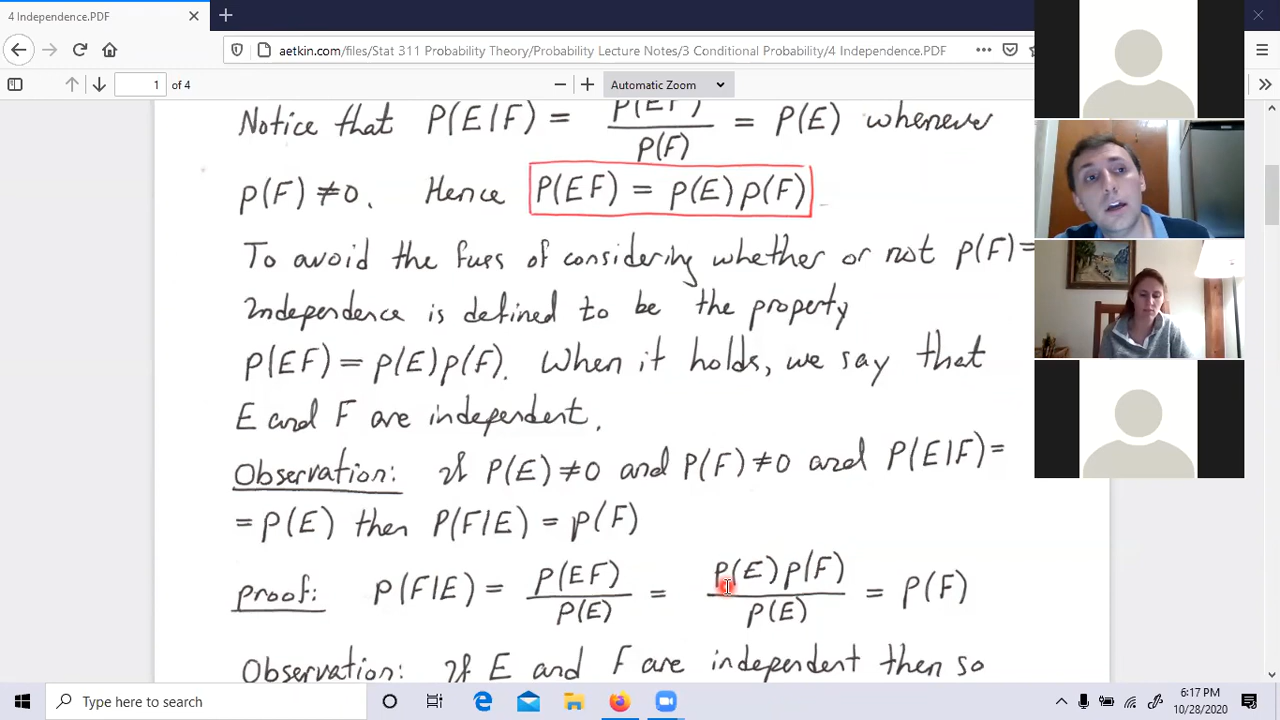 4 Independence.PDF
aetkin.com/files/Stat 311 Probability Theory/Probability Lecture Notes/3 Conditional Probability/4 Independence.PDF
1 of 4
Automatic Zoom
Notice that P(E|F) = P(EF)/P(F) = P(E) whenever
P(F) ≠ 0. Hence P(EF) = P(E) P(F)
To avoid the fuss of considering whether or not P(F) =
Independence is defined to be the property
P(EF) = P(E) P(F). When it holds, we say that
E and F are independent.
Observation: If P(E) ≠ 0 and P(F) ≠ 0 and P(E|F) =
= P(E) then P(F|E) = P(F)
proof: P(F|E) = P(EF)/P(E) = P(E)P(F)/P(E) = P(F)
Observation: If E and F are independent then so
Type here to search
6:17 PM
10/28/2020